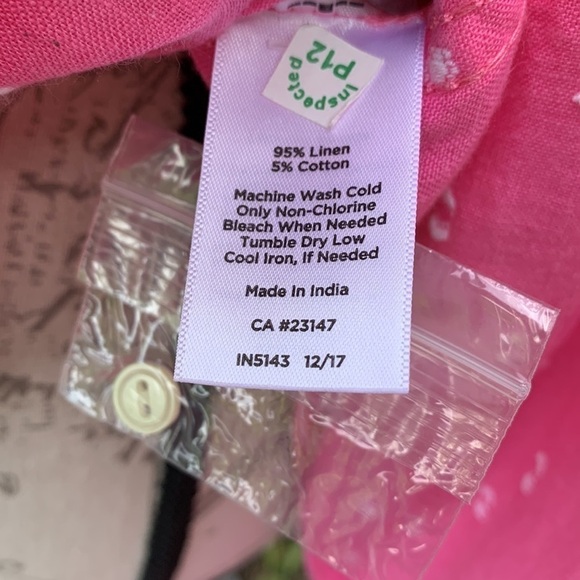 Inspected
P12
95% Linen
5% Cotton
Machine Wash Cold
Only Non-Chlorine
Bleach When Needed
Tumble Dry Low
Cool Iron, If Needed
Made In India
CA #23147
IN5143 12/17